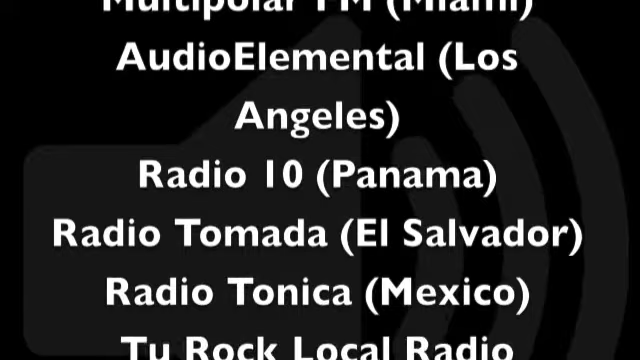 Multipolar FM (Miami)
AudioElemental (Los
Angeles)
Radio 10 (Panama)
Radio Tomada (El Salvador)
Radio Tonica (Mexico)
Tu Rock Local Radio